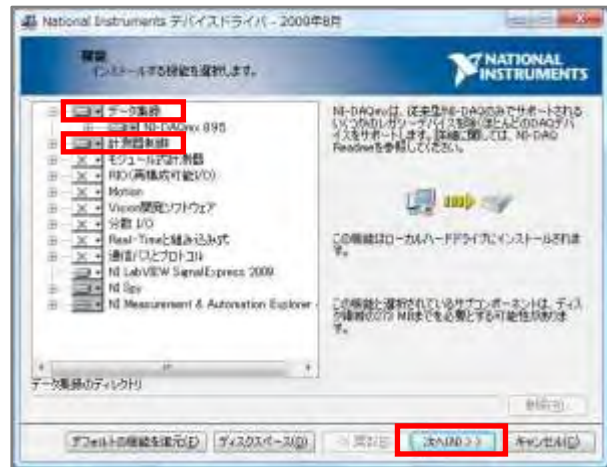 National Instruments デバイスドライバ - 2009年8月
機能
インストールする機能を選択します。
NATIONAL
INSTRUMENTS
データ集録
NI-DAQmx 895
計測器制御
モジュール式計測器
RIO(再構成可能I/O)
Motion
Vision開発ソフトウェア
分散 I/O
Real-Timeと組み込み式
通信バスとプロトコル
NI LabVIEW SignalExpress 2009
NI Spy
NI Measurement & Automation Explorer
NI-DAQmxは、従来型NI-DAQのみでサポートされる
いくつかのレガシーデバイスを除くほとんどのDAQデバ
イスをサポートします。詳細に関しては、NI-DAQ
Readmeを参照してください。
この機能はローカルハードドライブにインストールされま
す。
この機能と選択されているサブコンポーネントは、ディス
ク容量の273 MBまでを必要とする可能性がありま
す。
データ集録のディレクトリ
参照(R)
デフォルトの機能を復元(E)
ディスクスペース(D)
<< 戻る(B)
次へ(N) >>
キャンセル(C)